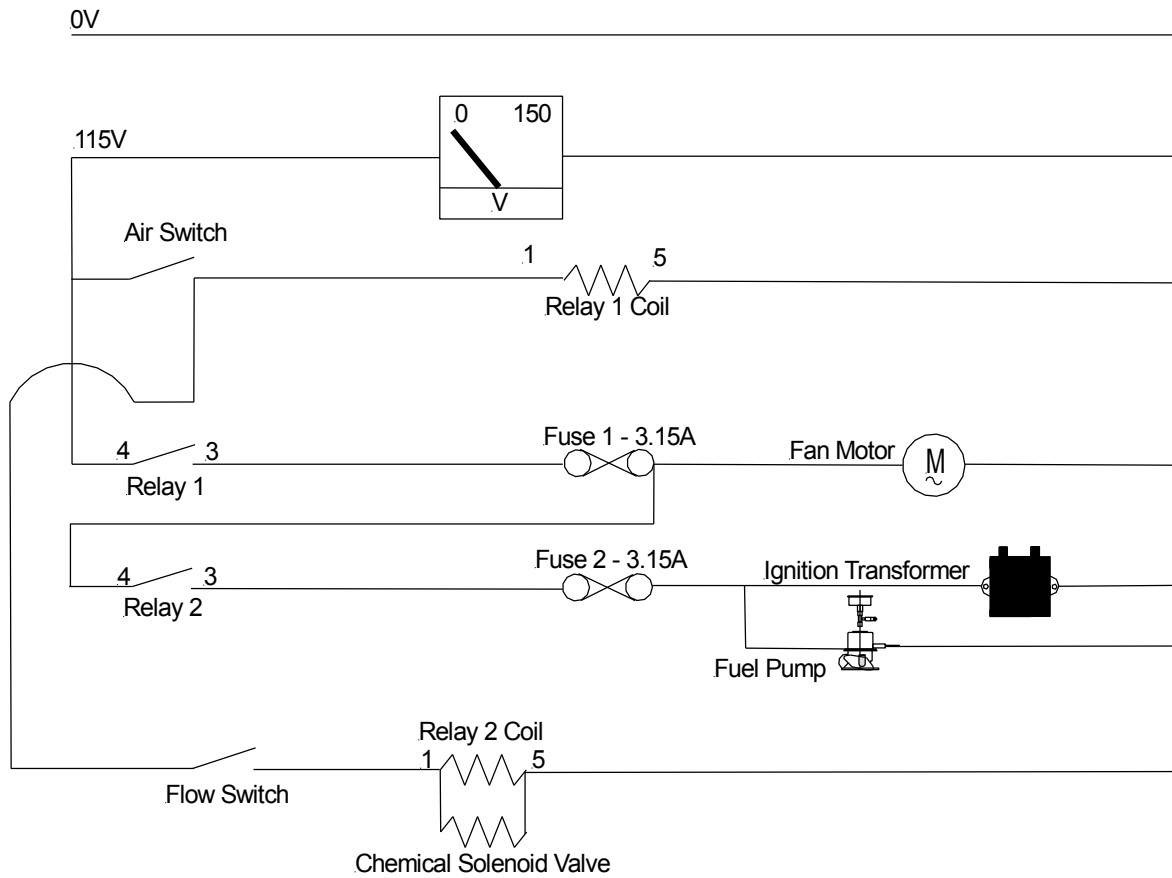 0V
0 150
115V
V
Air Switch
1 5
Relay 1 Coil
4 3
Relay 1
Fuse 1 - 3.15A
Fan Motor
M
4 3
Relay 2
Fuse 2 - 3.15A
Ignition Transformer
Fuel Pump
Relay 2 Coil
1 5
Flow Switch
Chemical Solenoid Valve